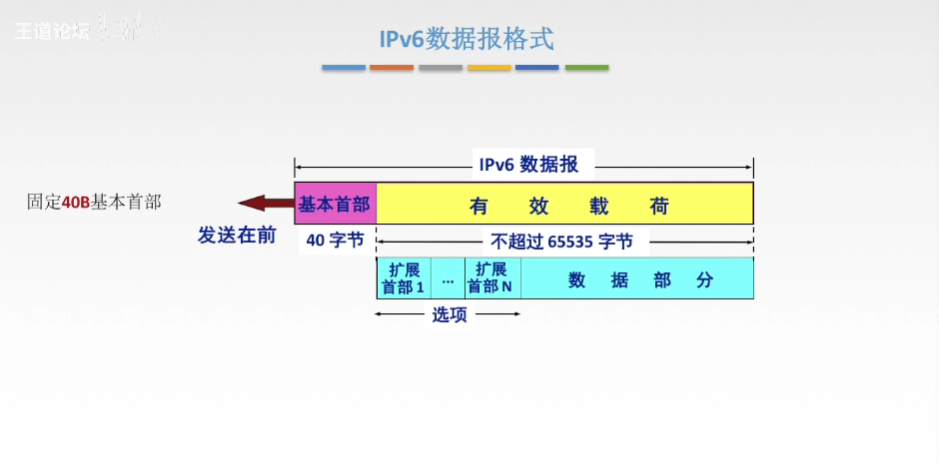 王道论坛
IPv6数据报格式
IPv6 数据报
固定40B基本首部
基本首部
有 效 载 荷
发送在前
40 字节
不超过 65535 字节
扩展
首部 1
...
扩展
首部 N
数 据 部 分
选项